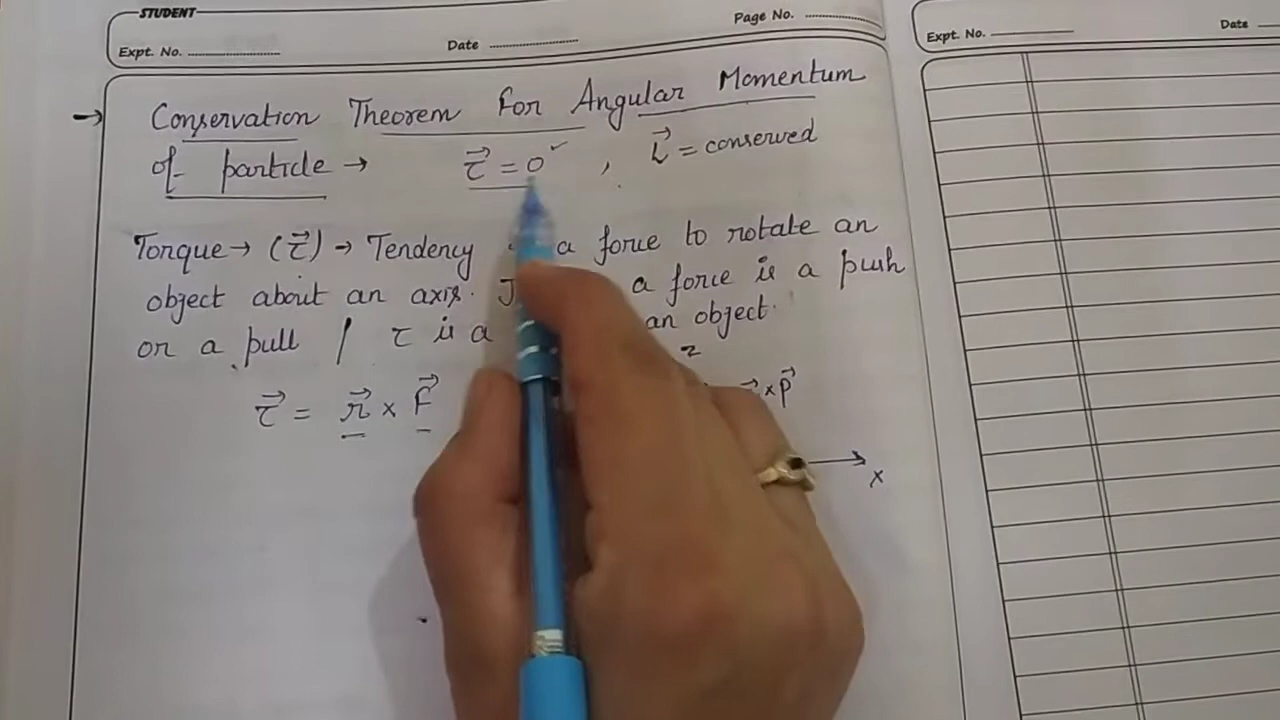 STUDENT
Expt. No. Date Page No.
→ Conservation Theorem For Angular Momentum
of particle → τ⃗ = 0 ✓ , L⃗ = conserved
Torque → (τ⃗) → Tendency a force to rotate an
object about an axis. a force is a push
or a pull / τ is a an object.
τ⃗ = r⃗ × F⃗
z
× p⃗
x
Expt. No. Date